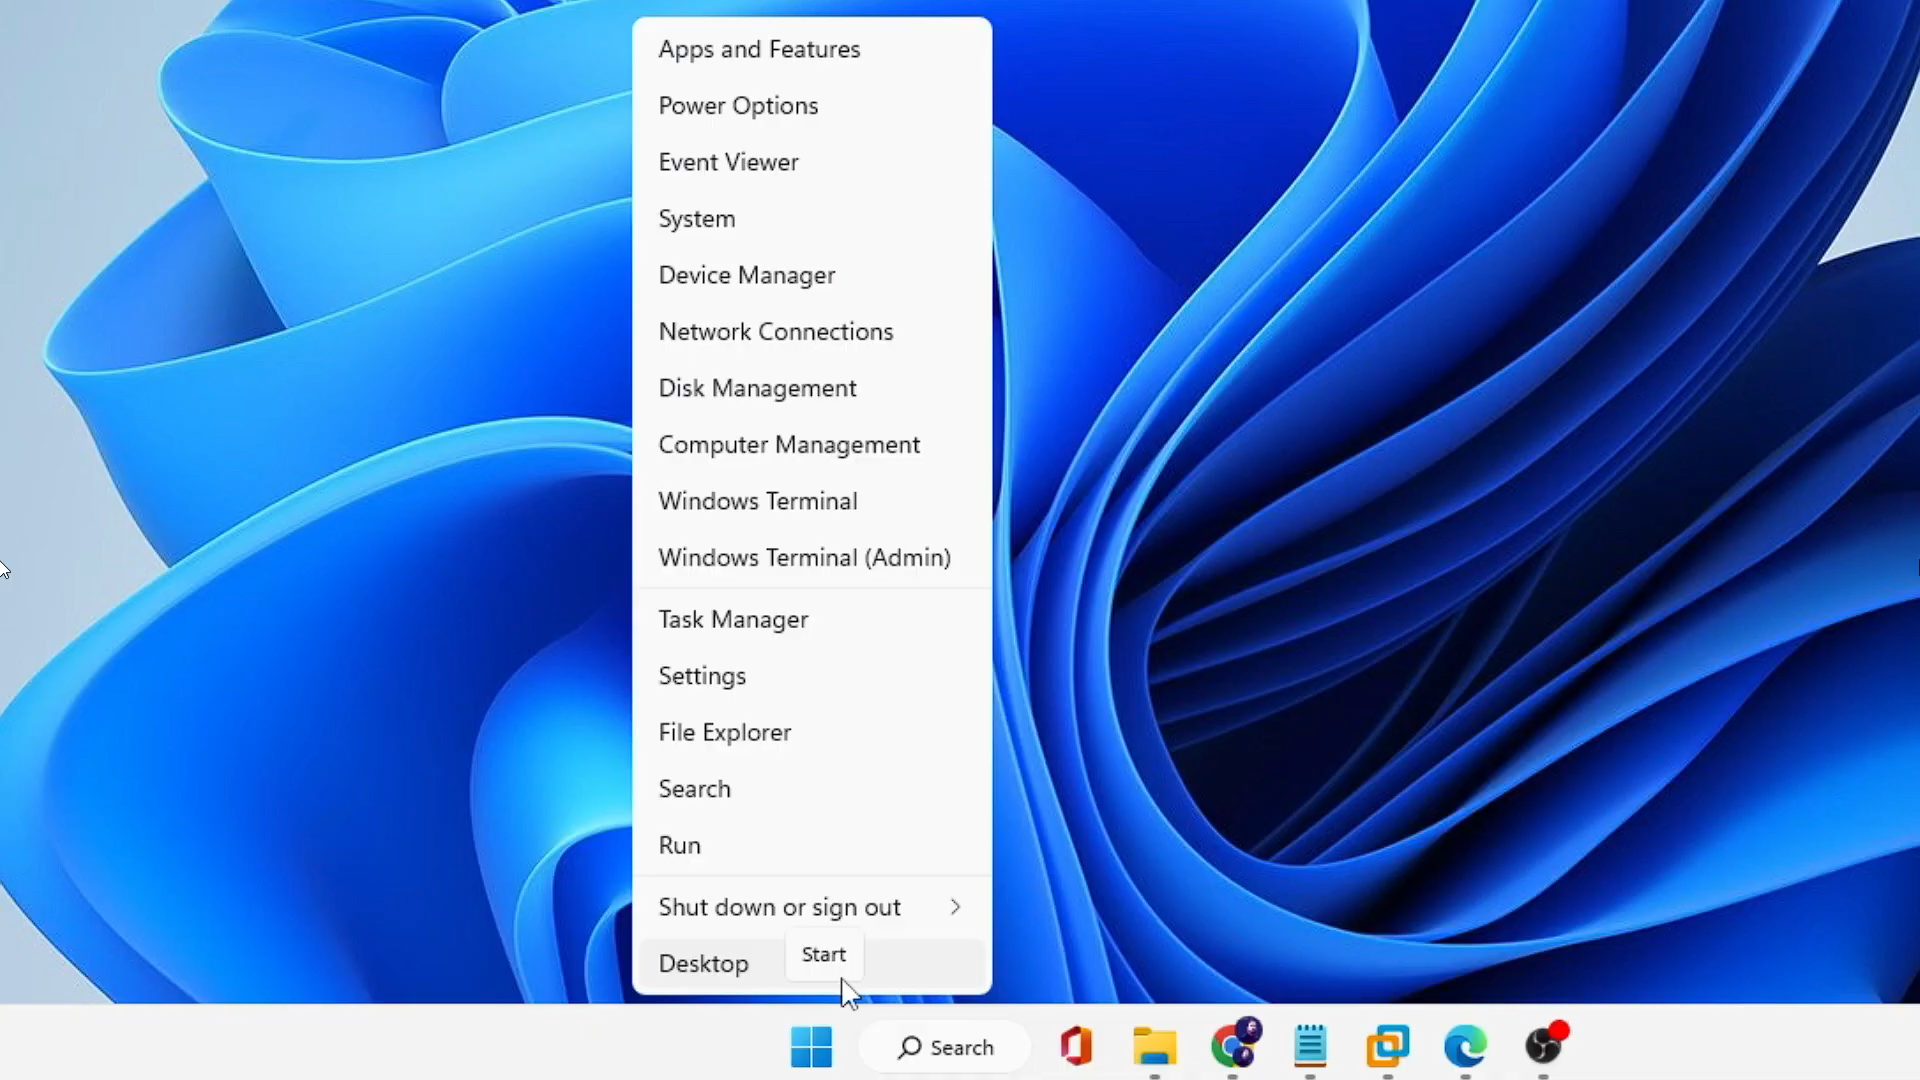 Apps and Features
Power Options
Event Viewer
System
Device Manager
Network Connections
Disk Management
Computer Management
Windows Terminal
Windows Terminal (Admin)
Task Manager
Settings
File Explorer
Search
Run
Shut down or sign out
Desktop
Start
Search